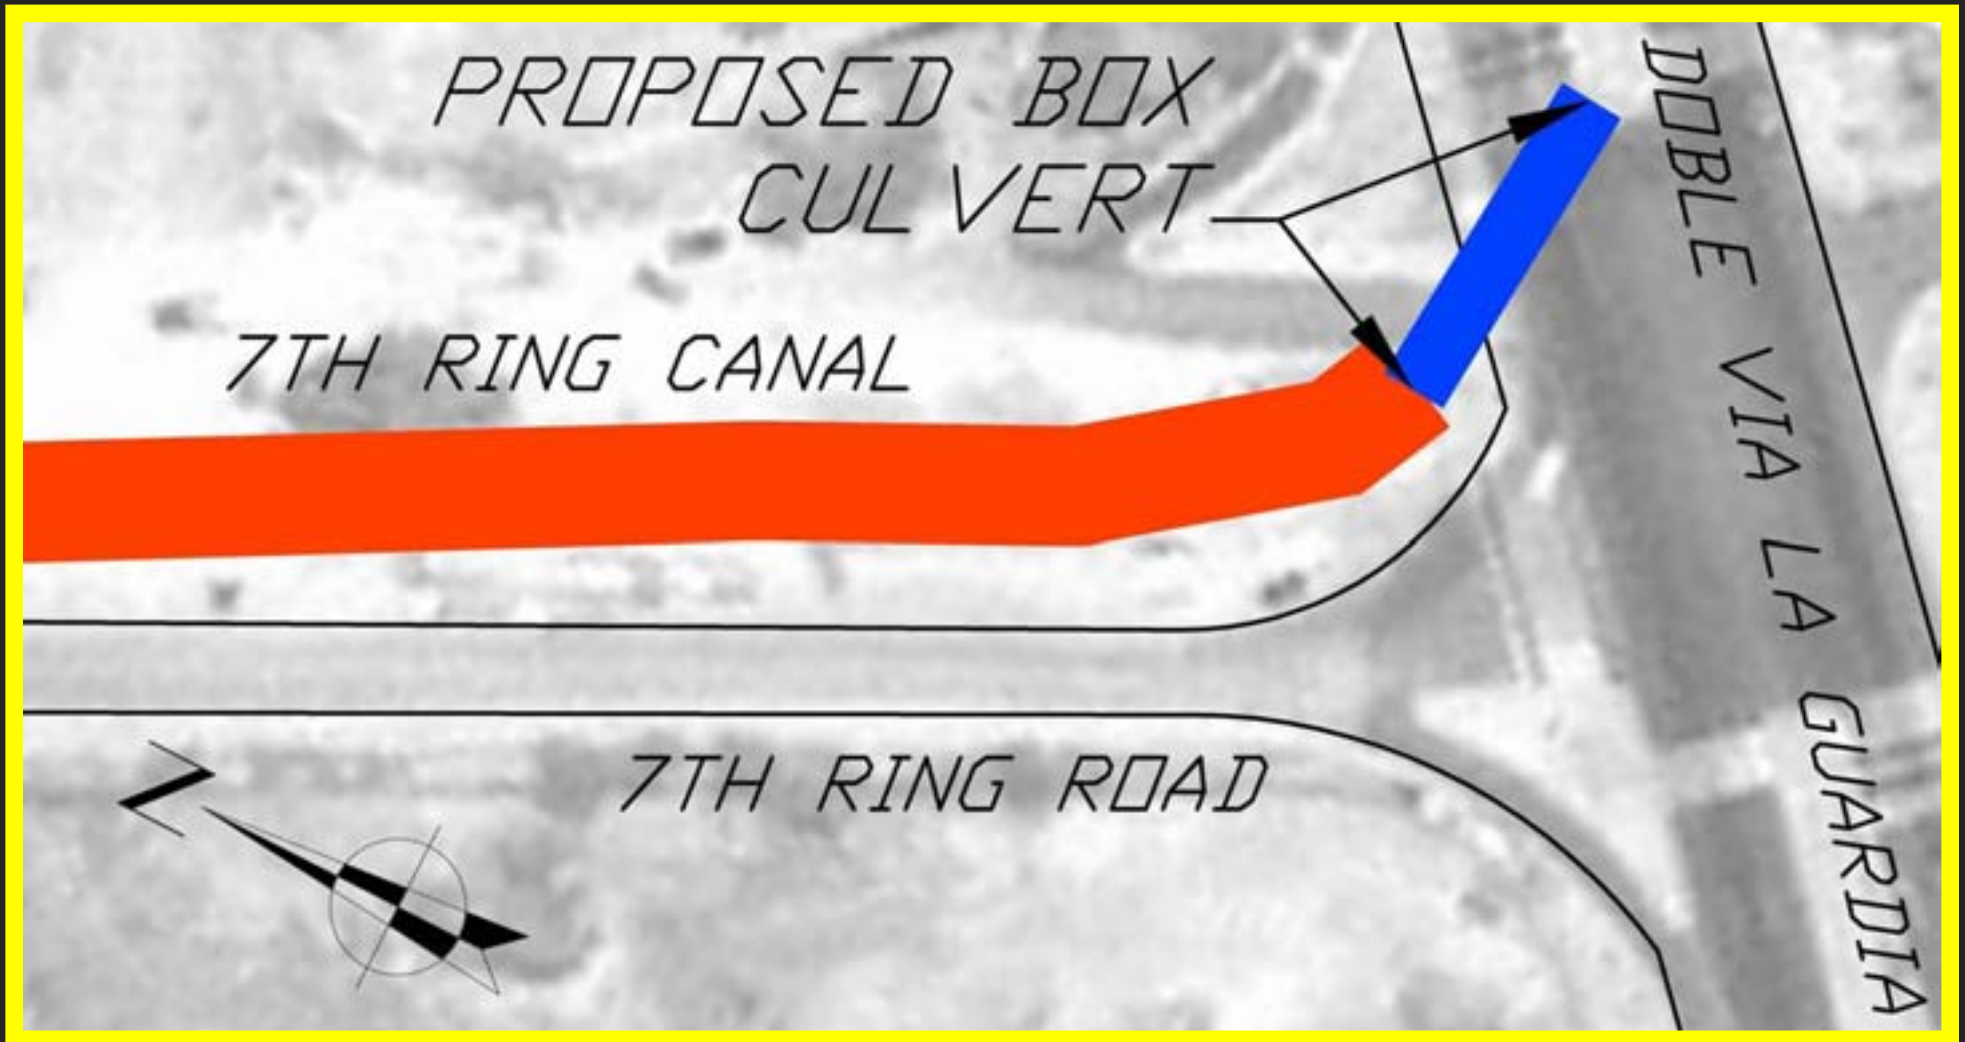 PROPOSED BOX
CULVERT
DOBLE VIA LA GUARDIA
7TH RING CANAL
7TH RING ROAD
N